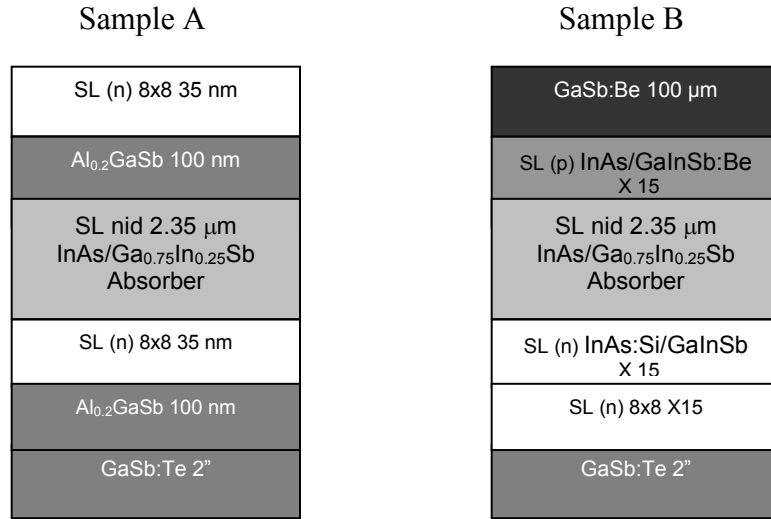 Sample A
SL (n) 8x8 35 nm
Al₀.₂GaSb 100 nm
SL nid 2.35 μm
InAs/Ga₀.₇₅In₀.₂₅Sb
Absorber
SL (n) 8x8 35 nm
Al₀.₂GaSb 100 nm
GaSb:Te 2”
Sample B
GaSb:Be 100 μm
SL (p) InAs/GaInSb:Be
X 15
SL nid 2.35 μm
InAs/Ga₀.₇₅In₀.₂₅Sb
Absorber
SL (n) InAs:Si/GaInSb
X 15
SL (n) 8x8 X15
GaSb:Te 2”